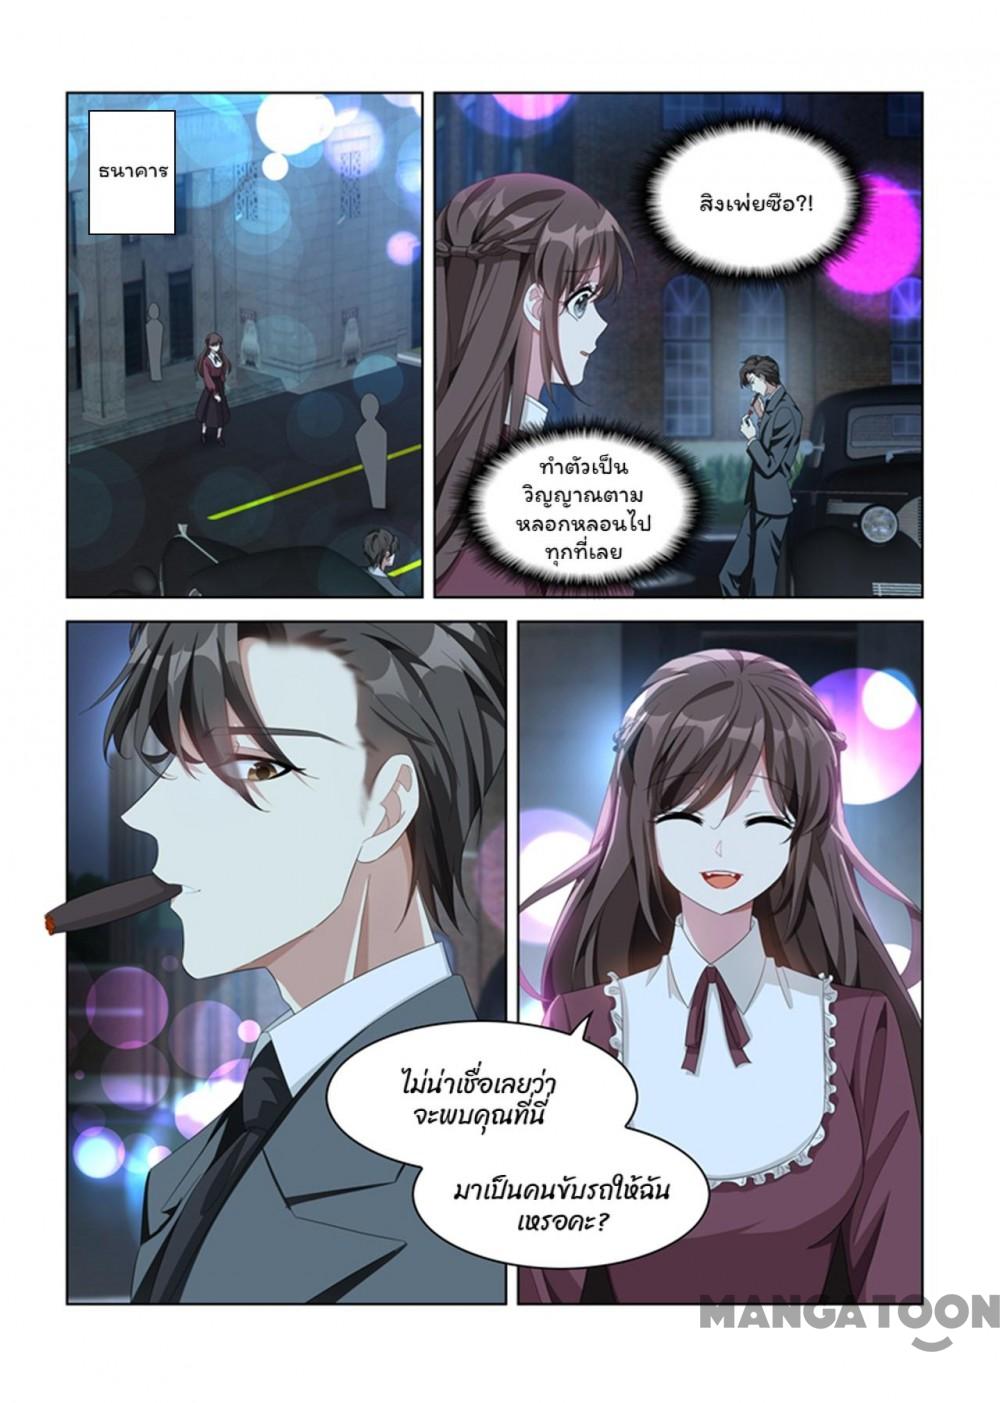 ธนาคาร
สิงเพ่ยซือ?!
ทำตัวเป็น
วิญญาณตาม
หลอกหลอนไป
ทุกที่เลย
ไม่น่าเชื่อเลยว่า
จะพบคุณที่นี่
มาเป็นคนขับรถให้ฉัน
เหรอคะ?
MANGATOON